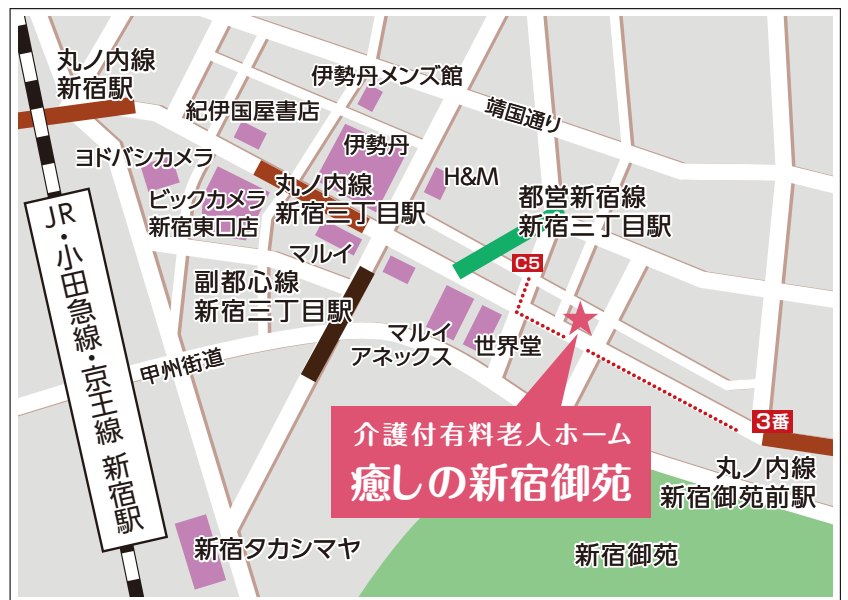 丸ノ内線
新宿駅
伊勢丹メンズ館
紀伊国屋書店
靖国通り
伊勢丹
ヨドバシカメラ
H&M
ビックカメラ
新宿東口店
丸ノ内線
新宿三丁目駅
都営新宿線
新宿三丁目駅
マルイ
C5
副都心線
新宿三丁目駅
JR・小田急線・京王線 新宿駅
マルイ
アネックス
世界堂
甲州街道
介護付有料老人ホーム
癒しの新宿御苑
3番
丸ノ内線
新宿御苑前駅
新宿タカシマヤ
新宿御苑